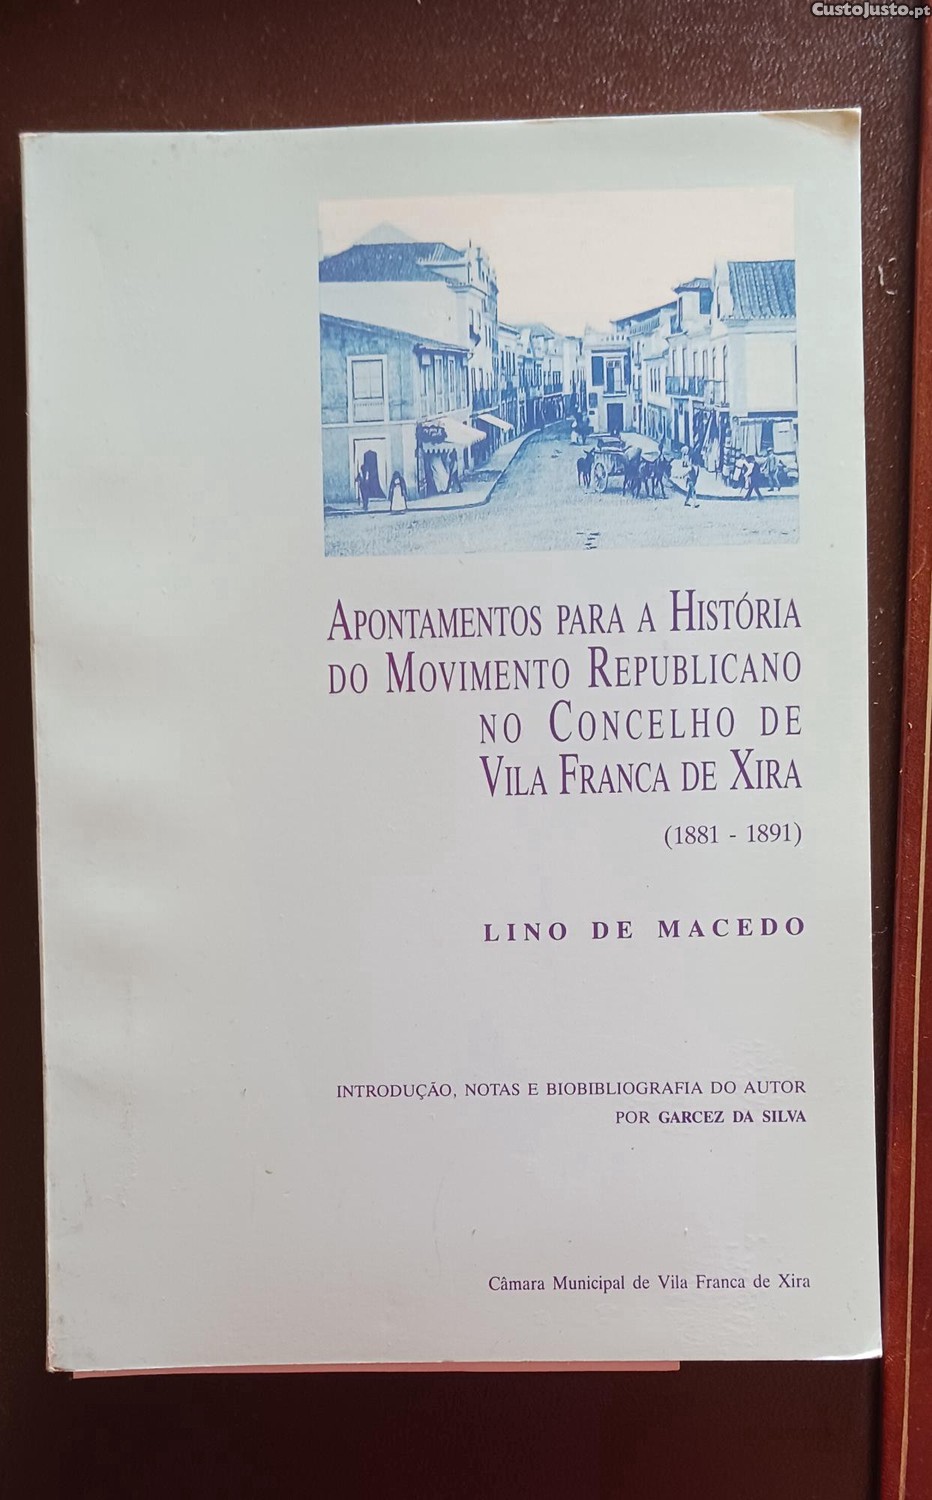 CustoJusto.pt
APONTAMENTOS PARA A HISTÓRIA
DO MOVIMENTO REPUBLICANO
NO CONCELHO DE
VILA FRANCA DE XIRA
(1881 - 1891)
LINO DE MACEDO
INTRODUÇÃO, NOTAS E BIOBIBLIOGRAFIA DO AUTOR
POR GARCEZ DA SILVA
Câmara Municipal de Vila Franca de Xira